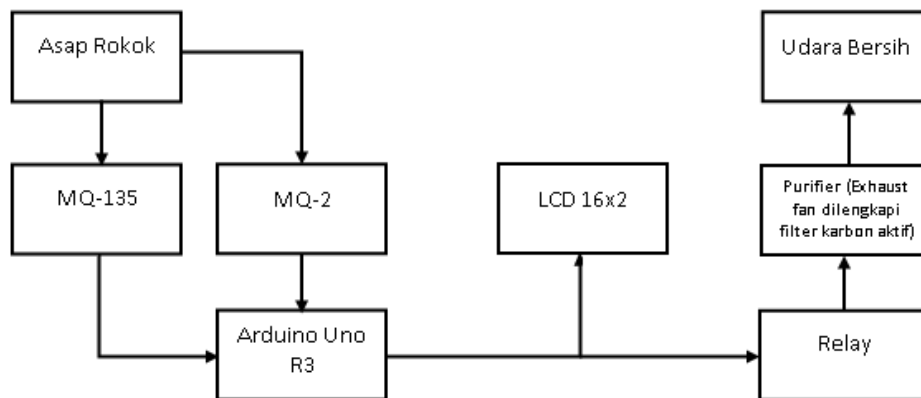 Asap Rokok
Udara Bersih
MQ-135
MQ-2
LCD 16x2
Purifier (Exhaust
fan dilengkapi
filter karbon aktif)
Arduino Uno
R3
Relay